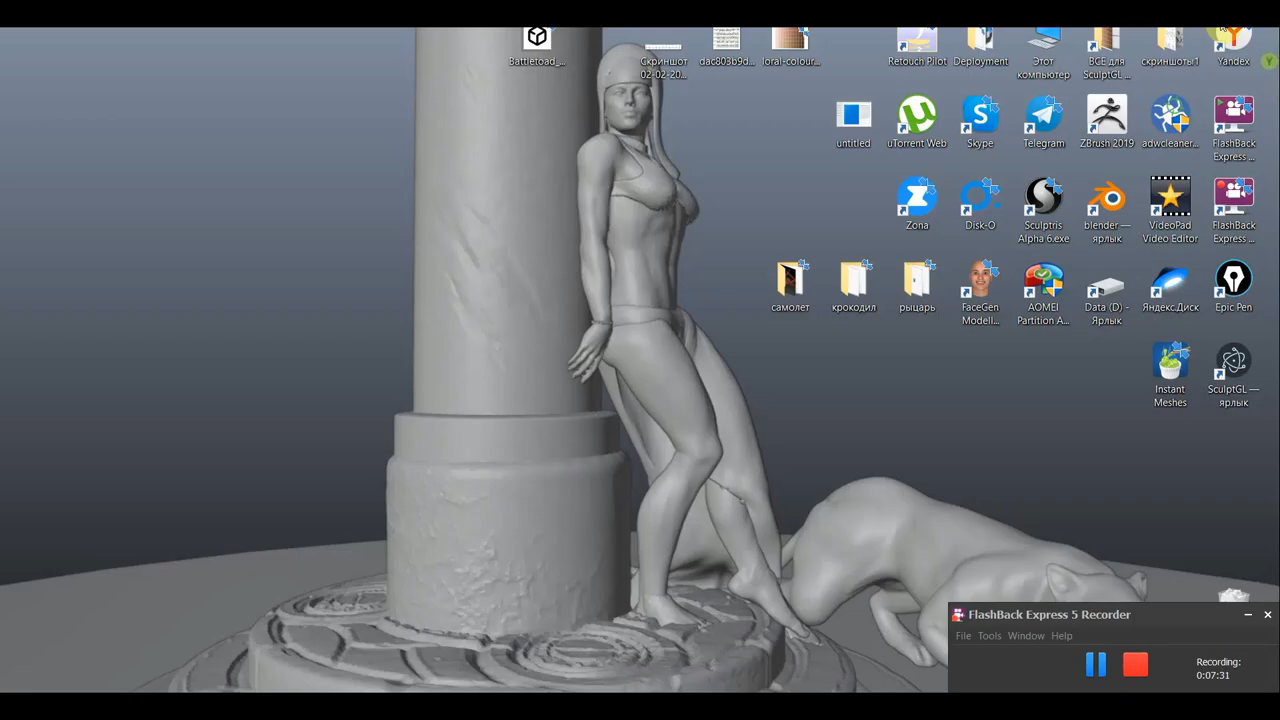 Battletoad_...
Скриншот
02-02-20...
dac803b9d...
loral-colour...
Retouch Pilot
Deployment
Этот
компьютер
BGE для
SculptGL ...
скриншоты1
Yandex
untitled
uTorrent Web
Skype
Telegram
ZBrush 2019
adwcleaner...
FlashBack
Express ...
Zona
Disk-O
Sculptris
Alpha 6.exe
blender —
ярлык
VideoPad
Video Editor
FlashBack
Express ...
самолет
крокодил
рыцарь
FaceGen
Modell...
AOMEI
Partition A...
Data (D) -
Ярлык
Яндекс.Диск
Epic Pen
Instant
Meshes
SculptGL —
ярлык
FlashBack Express 5 Recorder
File Tools Window Help
Recording:
0:07:31